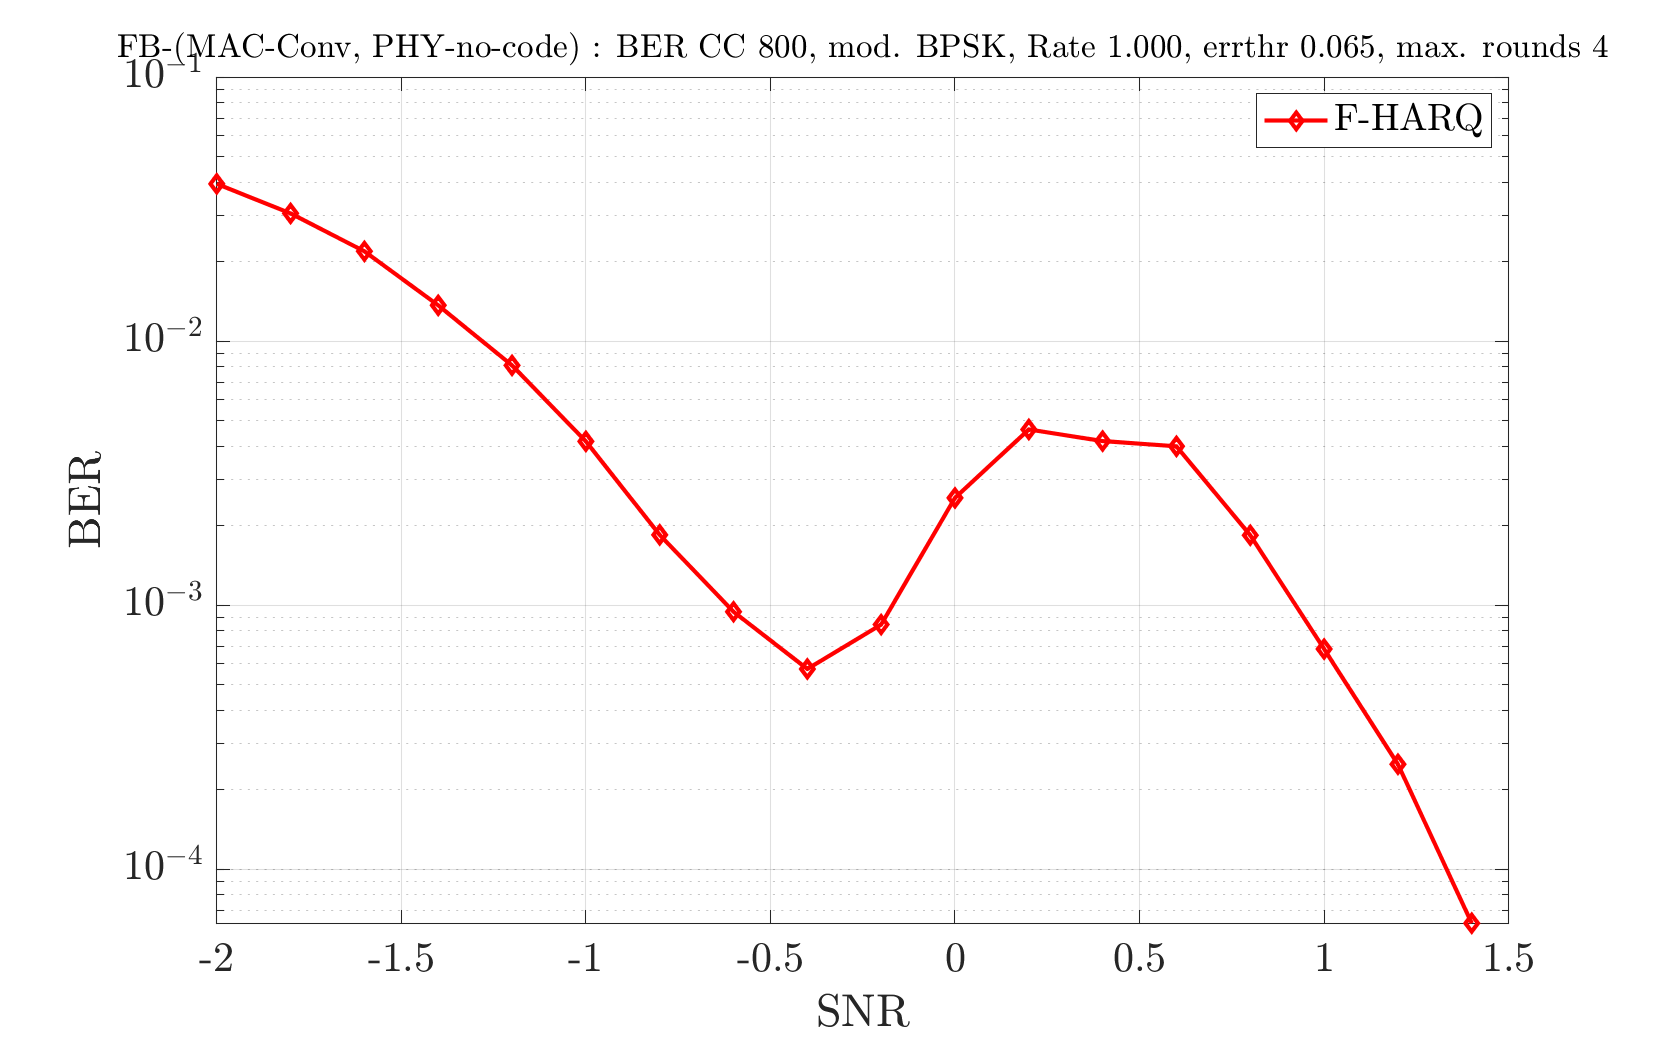 FB-(MAC-Conv, PHY-no-code) : BER CC 800, mod. BPSK, Rate 1.000, errthr 0.065, max. rounds 4
10^{-1}
F-HARQ
10^{-2}
BER
10^{-3}
10^{-4}
-2 -1.5 -1 -0.5 0 0.5 1 1.5
SNR